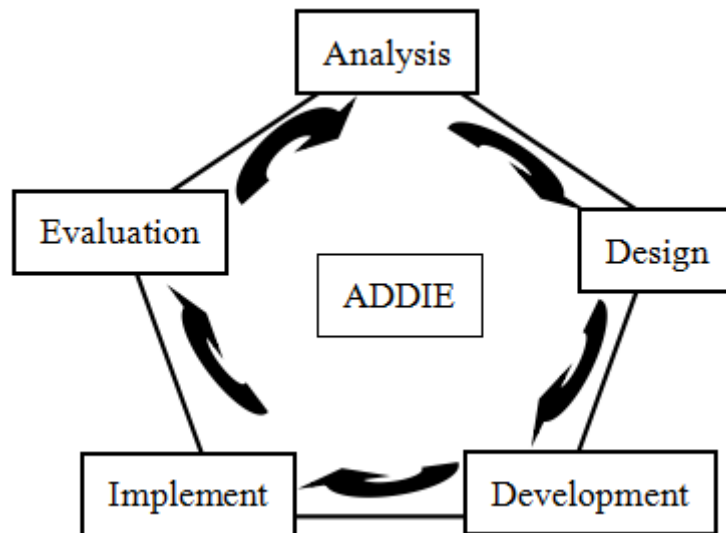 Analysis
Evaluation
Design
ADDIE
Implement
Development